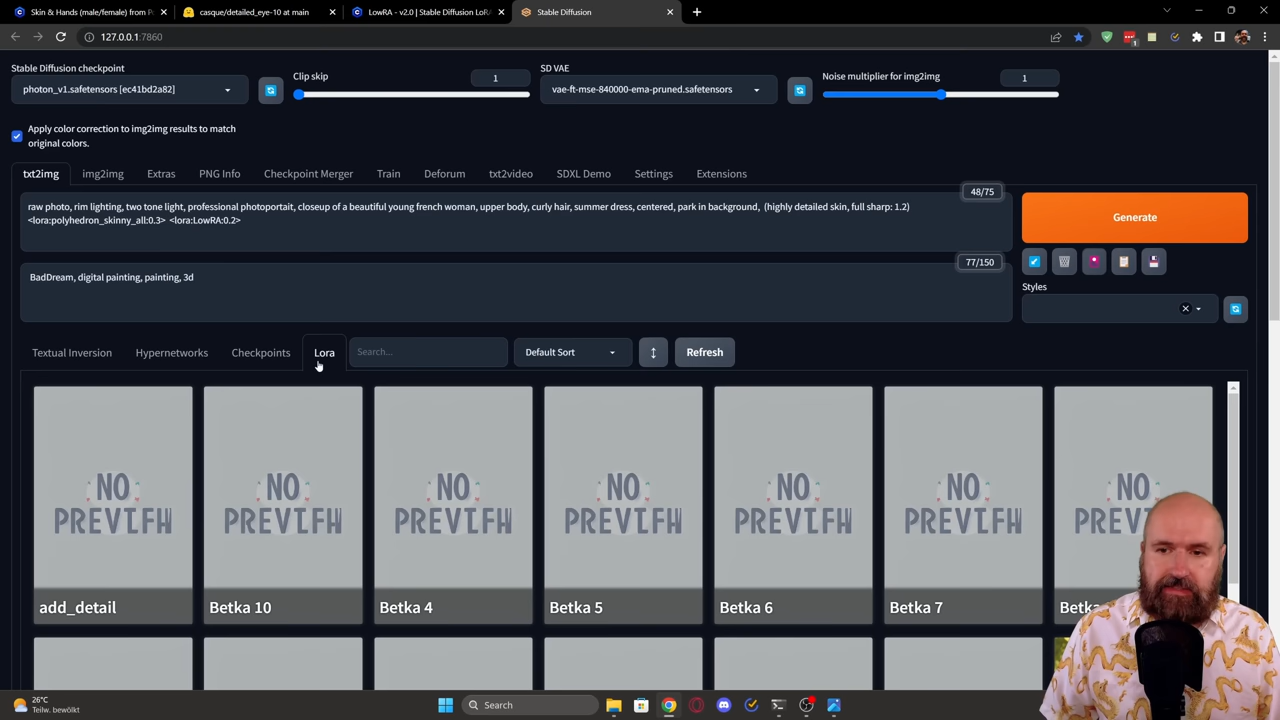 Skin & Hands (male/female) from P
casque/detailed_eye-10 at main
LowRA - v2.0 | Stable Diffusion LoRA
Stable Diffusion
127.0.0.1:7860
Stable Diffusion checkpoint
photon_v1.safetensors [ec41bd2a82]
Clip skip
1
SD VAE
vae-ft-mse-840000-ema-pruned.safetensors
Noise multiplier for img2img
1
Apply color correction to img2img results to match
original colors.
txt2img
img2img
Extras
PNG Info
Checkpoint Merger
Train
Deforum
txt2video
SDXL Demo
Settings
Extensions
48/75
raw photo, rim lighting, two tone light, professional photoportait, closeup of a beautiful young french woman, upper body, curly hair, summer dress, centered, park in background, (highly detailed skin, full sharp: 1.2)
<lora:polyhedron_skinny_all:0.3> <lora:LowRA:0.2>
Generate
77/150
BadDream, digital painting, painting, 3d
Styles
Textual Inversion
Hypernetworks
Checkpoints
Lora
Search...
Default Sort
Refresh
NO
NO
NO
NO
NO
NO
NO
add_detail
Betka 10
Betka 4
Betka 5
Betka 6
Betka 7
Betka
26°C
Teilw. bewölkt
Search